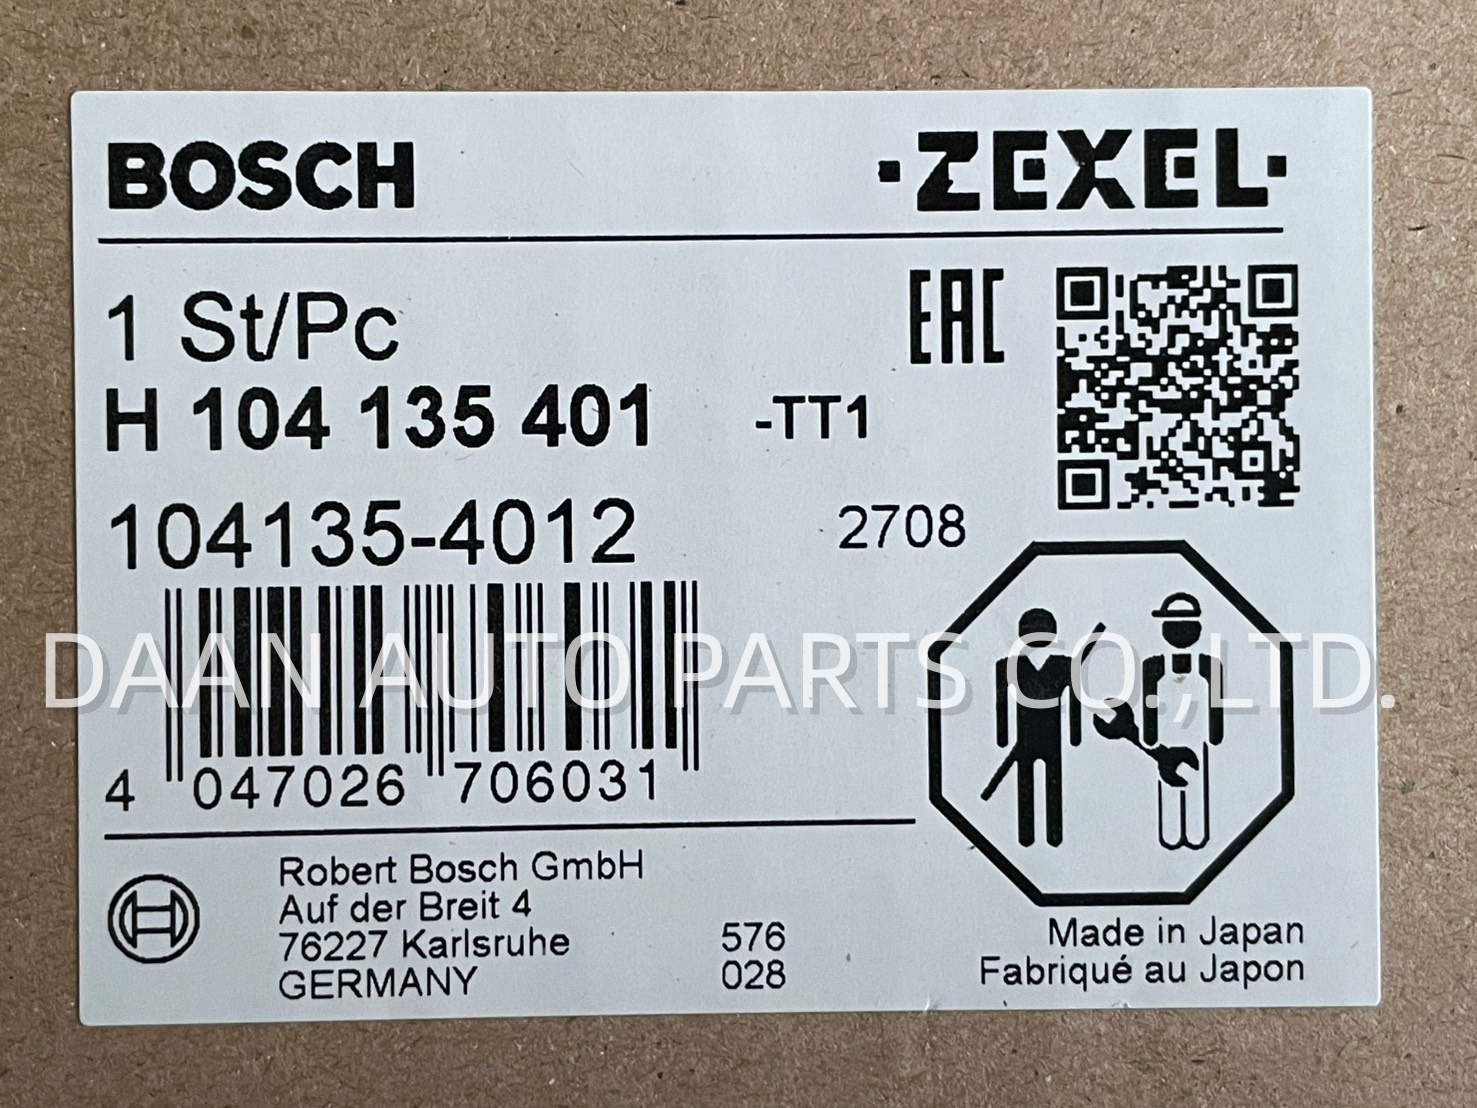 BOSCH ·ZEXEL·
1 St/Pc EAC
H 104 135 401 -TT1
104135-4012 2708
DAAN AUTO PARTS CO.,LTD.
4 047026 706031
Robert Bosch GmbH
Auf der Breit 4
76227 Karlsruhe
GERMANY
576
028
Made in Japan
Fabriqué au Japon